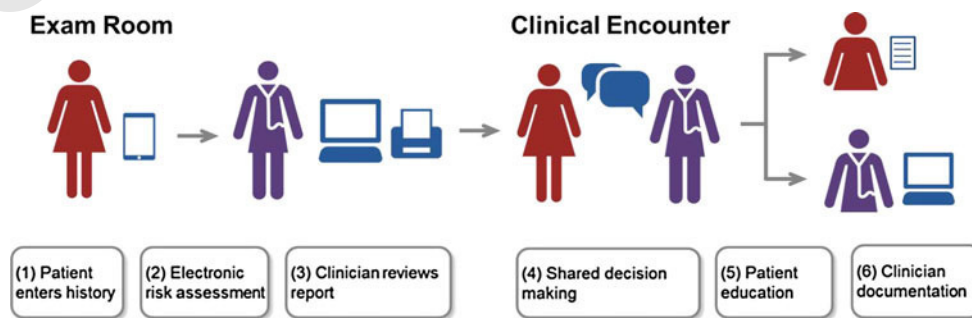 Exam Room
Clinical Encounter
(1) Patient
enters history
(2) Electronic
risk assessment
(3) Clinician reviews
report
(4) Shared decision
making
(5) Patient
education
(6) Clinician
documentation